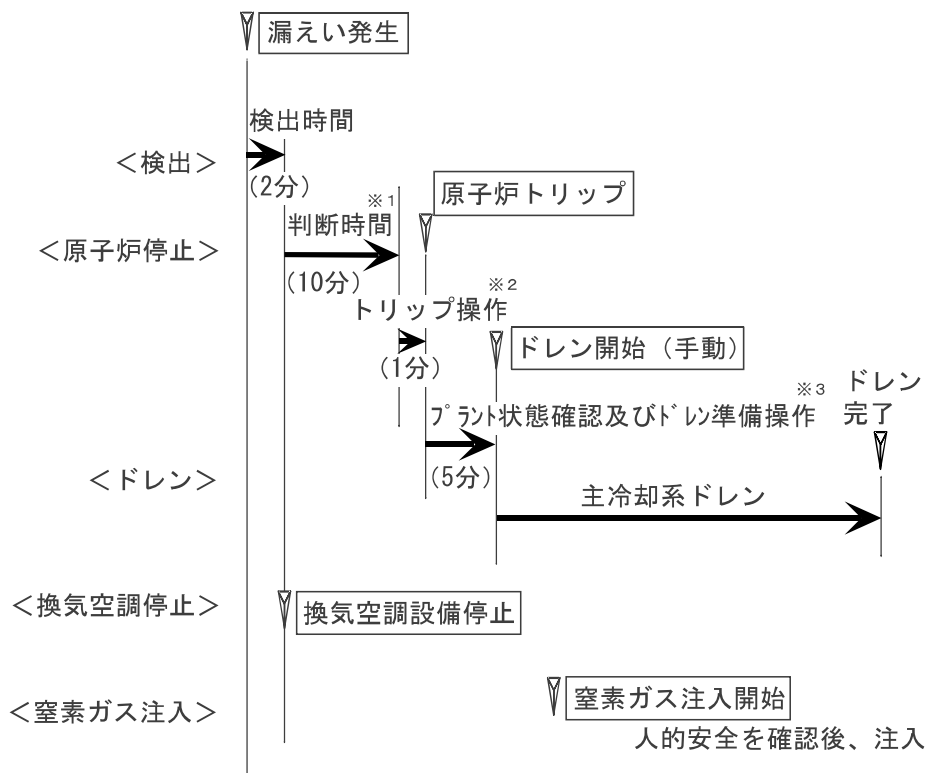 漏えい発生
検出時間
＜検出＞
(2分)
原子炉トリップ
※1
判断時間
＜原子炉停止＞
(10分)
※2
トリップ操作
ドレン開始（手動）
(1分)
ドレン
完了
※3
ﾌﾟﾗﾝﾄ状態確認及びﾄﾞﾚﾝ準備操作
(5分)
＜ドレン＞
主冷却系ドレン
＜換気空調停止＞
換気空調設備停止
窒素ガス注入開始
＜窒素ガス注入＞
人的安全を確認後、注入